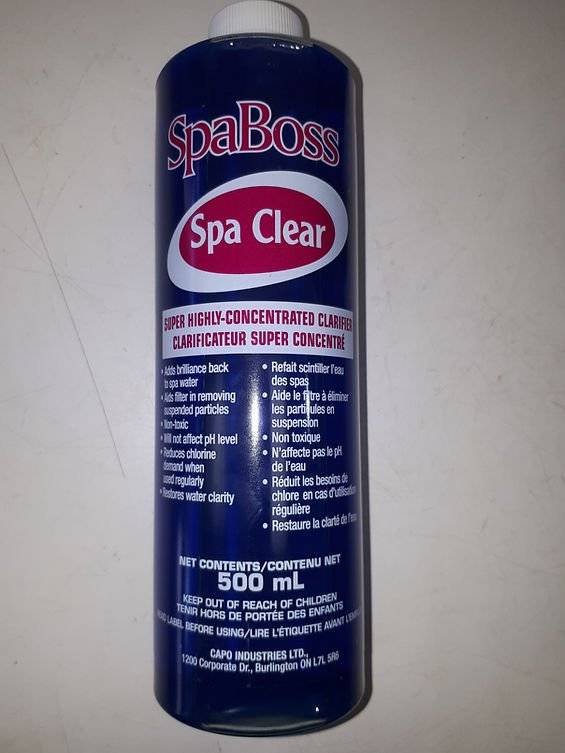 SpaBoss
Spa Clear
SUPER HIGHLY-CONCENTRATED CLARIFIER
CLARIFICATEUR SUPER CONCENTRÉ
• Adds brilliance back
to spa water
• Aids filter in removing
suspended particles
• Non-toxic
• Will not affect pH level
• Reduces chlorine
demand when
used regularly
• Restores water clarity
• Refait scintiller l'eau
des spas
• Aide le filtre à éliminer
les particules en
suspension
• Non toxique
• N'affecte pas le pH
de l'eau
• Réduit les besoins de
chlore en cas d'utilisation
régulière
• Restaure la clarté de l'eau
NET CONTENTS/CONTENU NET
500 mL
KEEP OUT OF REACH OF CHILDREN
TENIR HORS DE PORTÉE DES ENFANTS
READ LABEL BEFORE USING/LIRE L'ÉTIQUETTE AVANT
CAPO INDUSTRIES LTD.,
1200 Corporate Dr., Burlington ON L7L 5R6